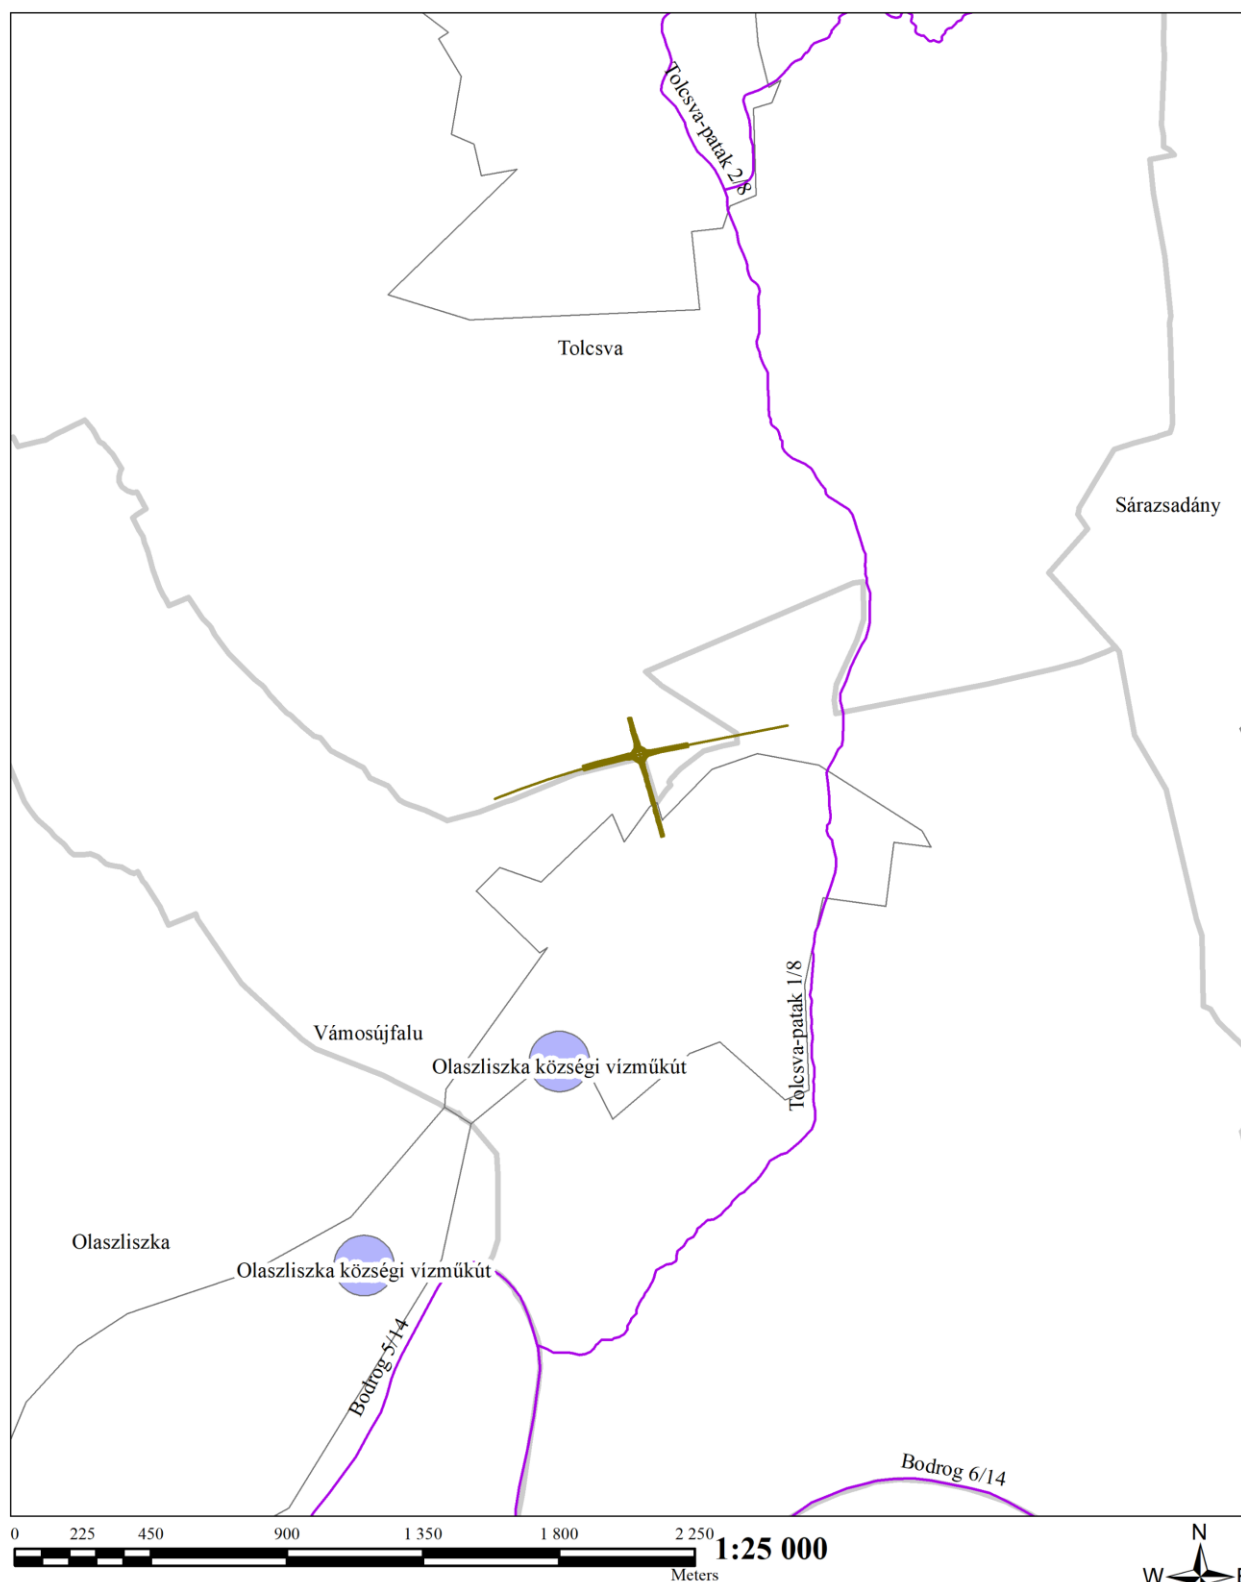 Tolcsva-patak 2/8
Tolcsva
Sárazsadány
Tolcsva-patak 1/8
Vámosújfalu
Olaszliszka községi vízműkút
Olaszliszka
Olaszliszka községi vízműkút
Bodrog 5/14
Bodrog 6/14
0 225 450 900 1 350 1 800 2 250
Meters
1:25 000
N
W E